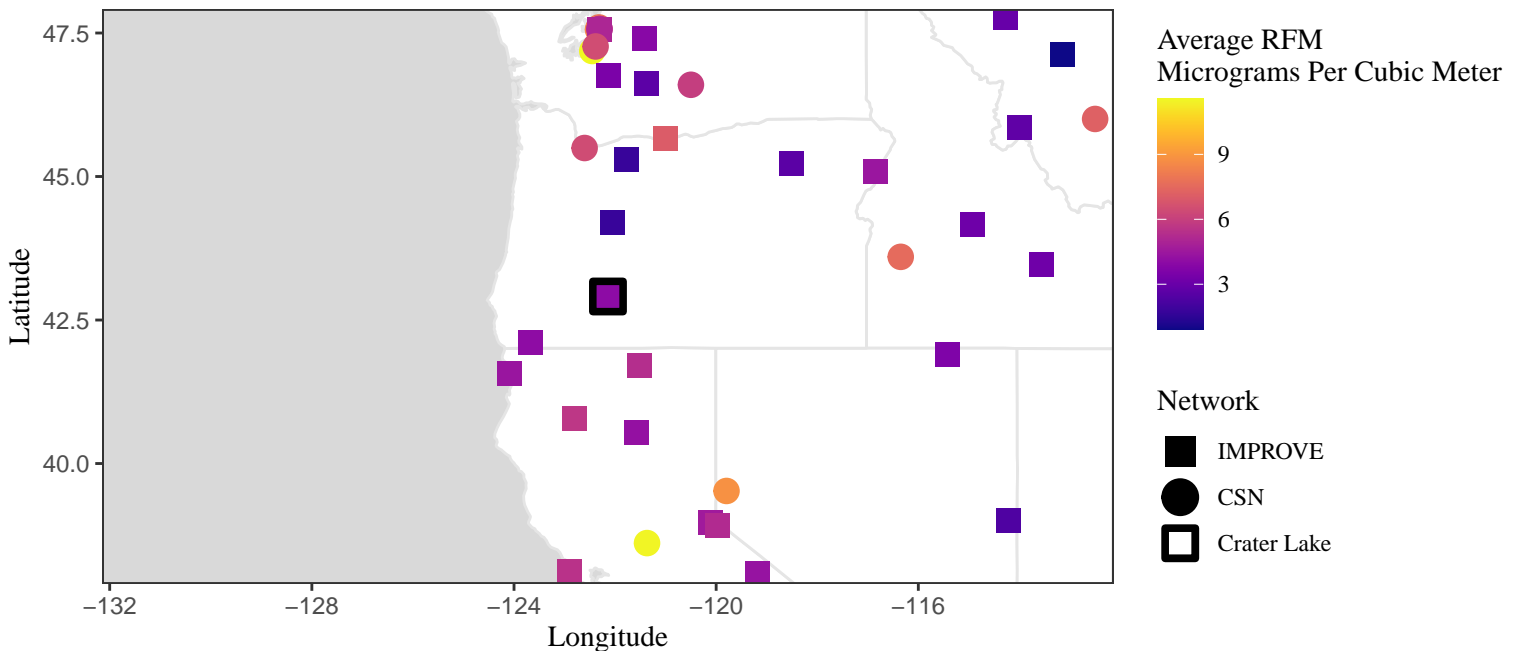 47.5
45.0
42.5
40.0
Latitude
−132
−128
−124
−120
−116
Longitude
Average RFM
Micrograms Per Cubic Meter
9
6
3
Network
IMPROVE
CSN
Crater Lake